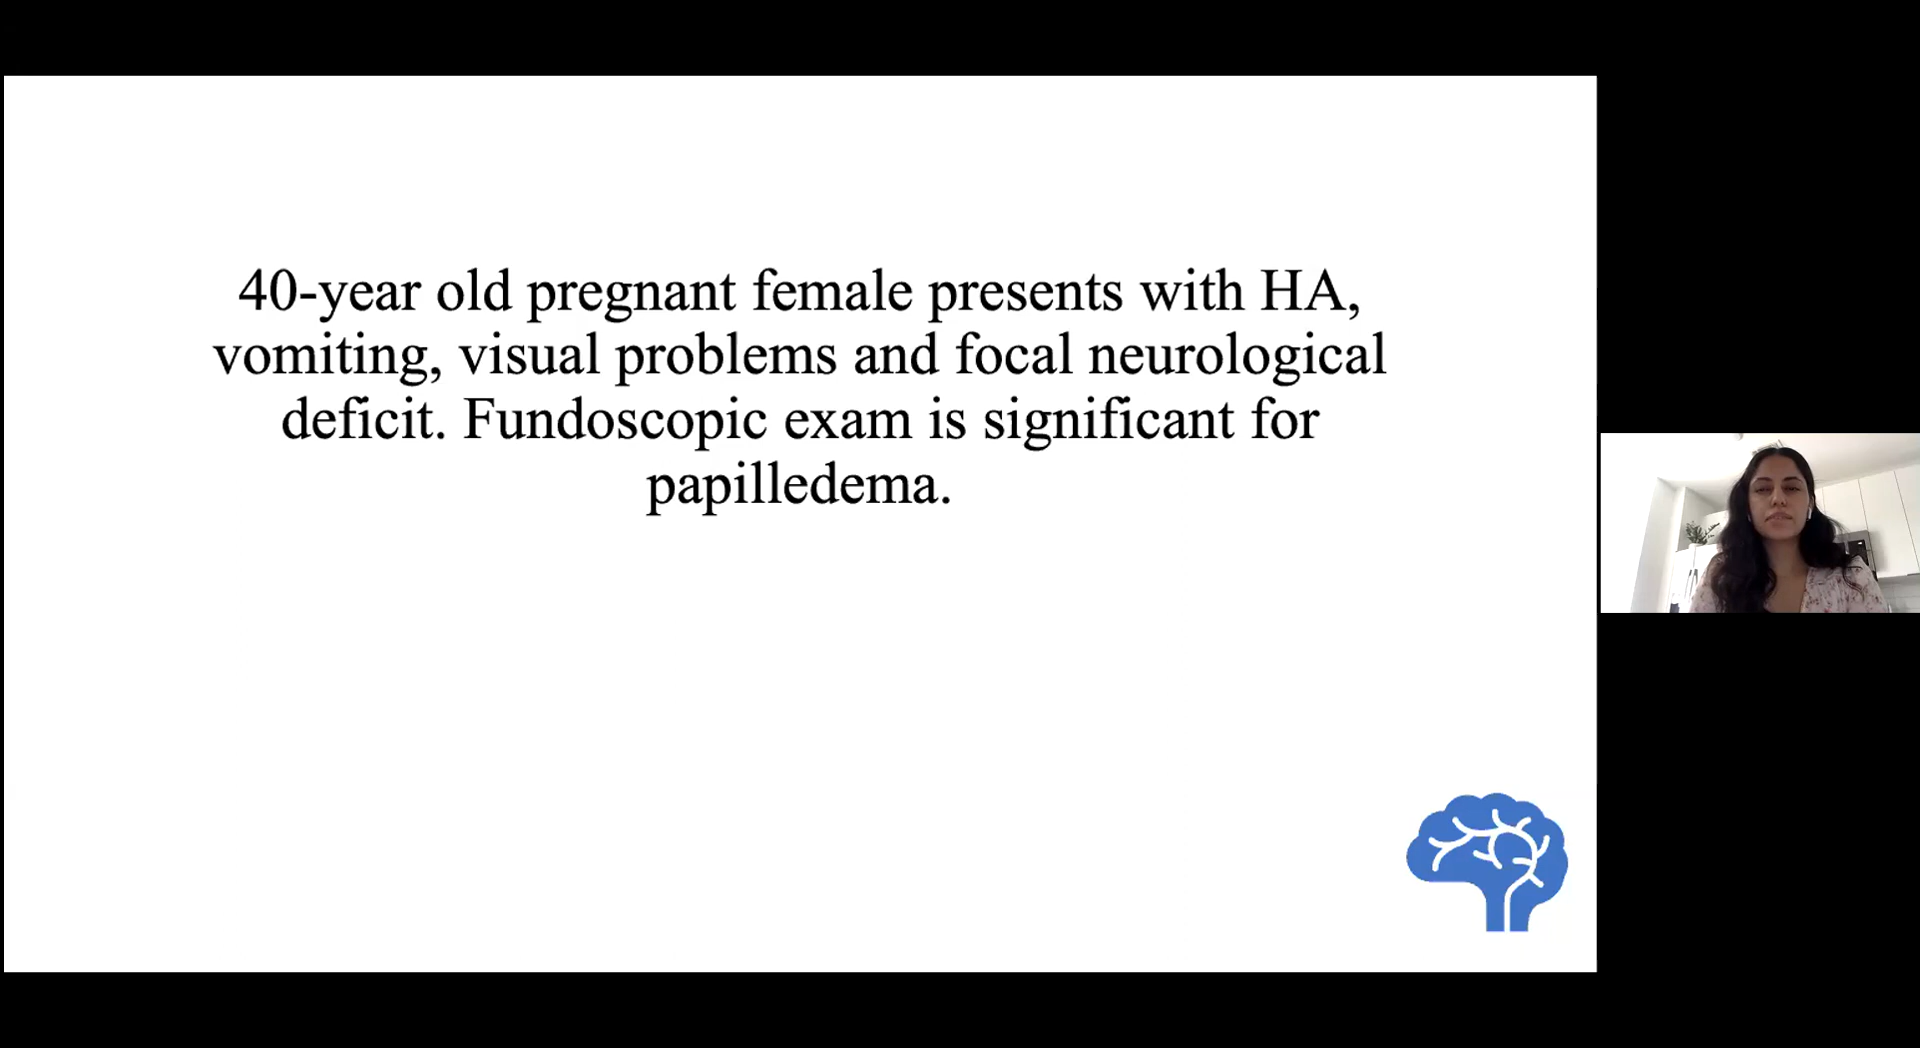 40-year old pregnant female presents with HA,
vomiting, visual problems and focal neurological
deficit. Fundoscopic exam is significant for
papilledema.